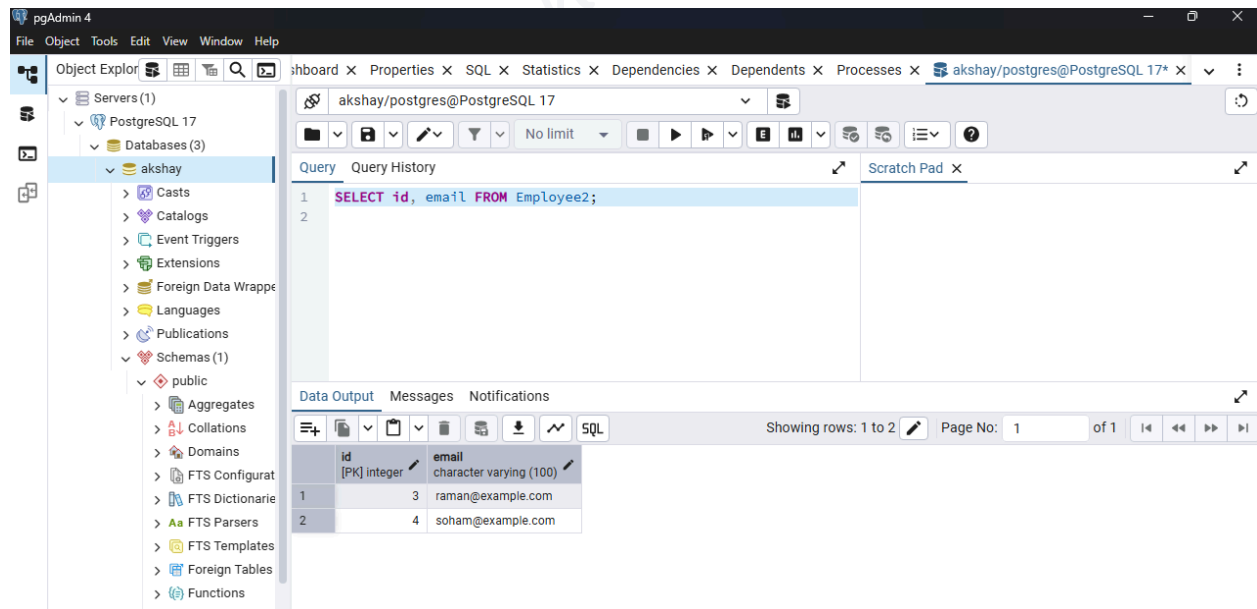 pgAdmin 4
File Object Tools Edit View Window Help
Object Explor
shboard Properties SQL Statistics Dependencies Dependents Processes akshay/postgres@PostgreSQL 17*
Servers (1)
PostgreSQL 17
Databases (3)
akshay
Casts
Catalogs
Event Triggers
Extensions
Foreign Data Wrappe
Languages
Publications
Schemas (1)
public
Aggregates
Collations
Domains
FTS Configurat
FTS Dictionarie
Aa FTS Parsers
FTS Templates
Foreign Tables
Functions
akshay/postgres@PostgreSQL 17
No limit
E
Query Query History
Scratch Pad
1 SELECT id, email FROM Employee2;
2
Data Output Messages Notifications
SQL
Showing rows: 1 to 2 Page No: 1 of 1
id email
[PK] integer character varying (100)
1 3 raman@example.com
2 4 soham@example.com